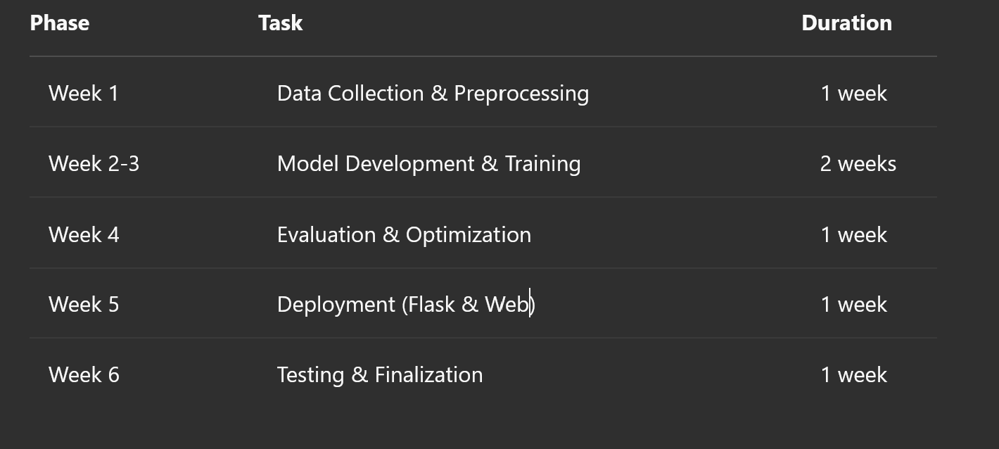 Phase Task Duration
Week 1 Data Collection & Preprocessing 1 week
Week 2-3 Model Development & Training 2 weeks
Week 4 Evaluation & Optimization 1 week
Week 5 Deployment (Flask & Web) 1 week
Week 6 Testing & Finalization 1 week